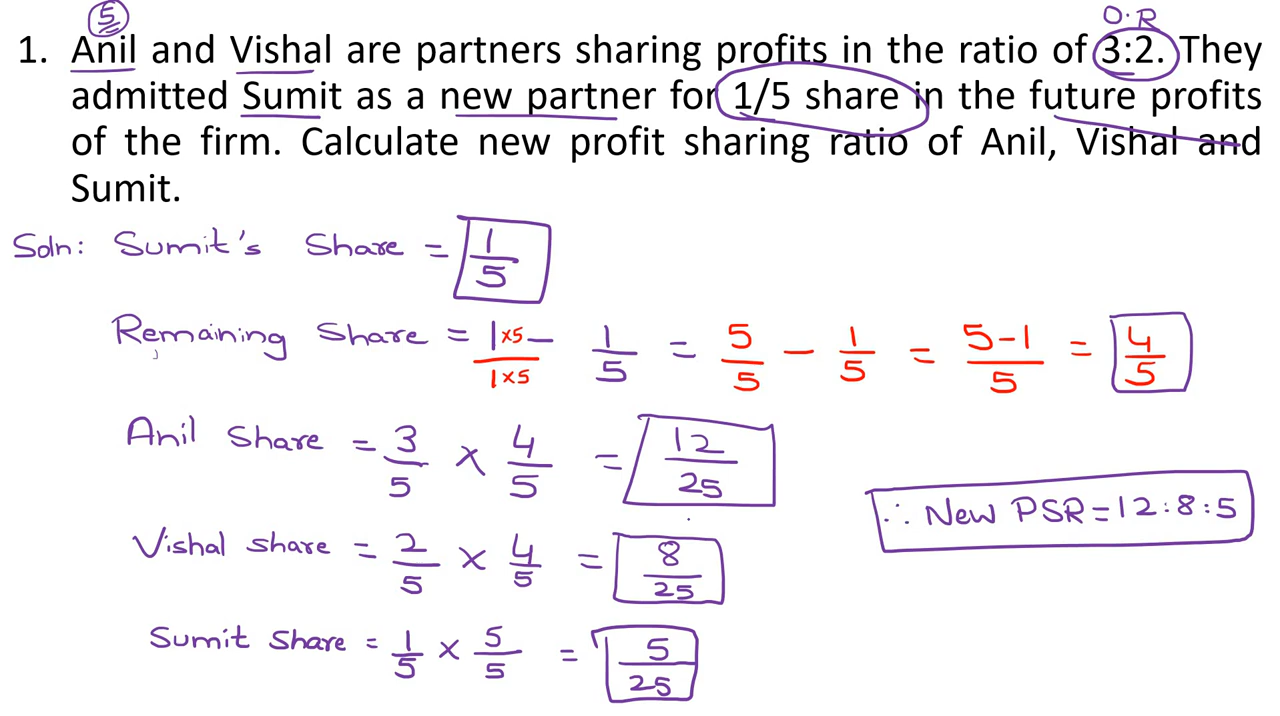 5
O.R
1. Anil and Vishal are partners sharing profits in the ratio of 3:2. They
admitted Sumit as a new partner for 1/5 share in the future profits
of the firm. Calculate new profit sharing ratio of Anil, Vishal and
Sumit.
Soln: Sumit's Share = 1/5
Remaining Share = 1×5/1×5 - 1/5 = 5/5 - 1/5 = 5-1/5 = 4/5
Anil Share = 3/5 × 4/5 = 12/25
∴ New PSR = 12:8:5
Vishal share = 2/5 × 4/5 = 8/25
Sumit Share = 1/5 × 5/5 = 5/25